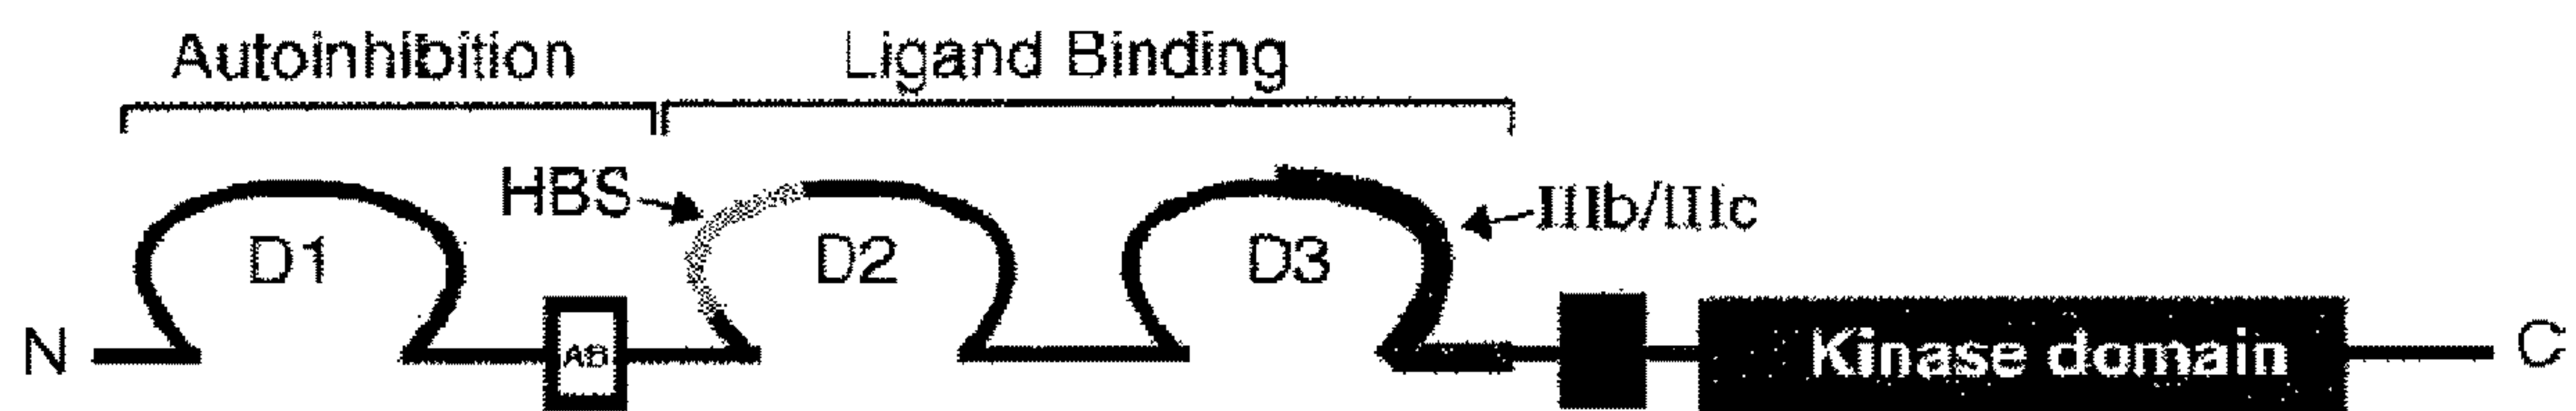 Autoinhibition Ligand Binding
HBS IIIb/IIIc
D1 D2 D3
N AB Kinase domain C